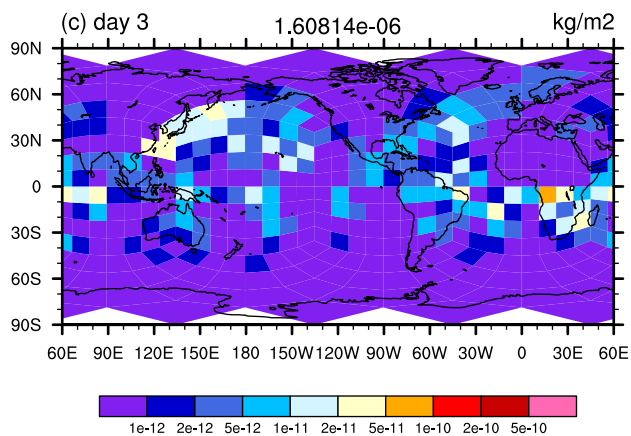 (c) day 3 1.60814e-06 kg/m2
90N
60N
30N
0
30S
60S
90S
60E 90E 120E 150E 180 150W 120W 90W 60W 30W 0 30E 60E
1e-12 2e-12 5e-12 1e-11 2e-11 5e-11 1e-10 2e-10 5e-10